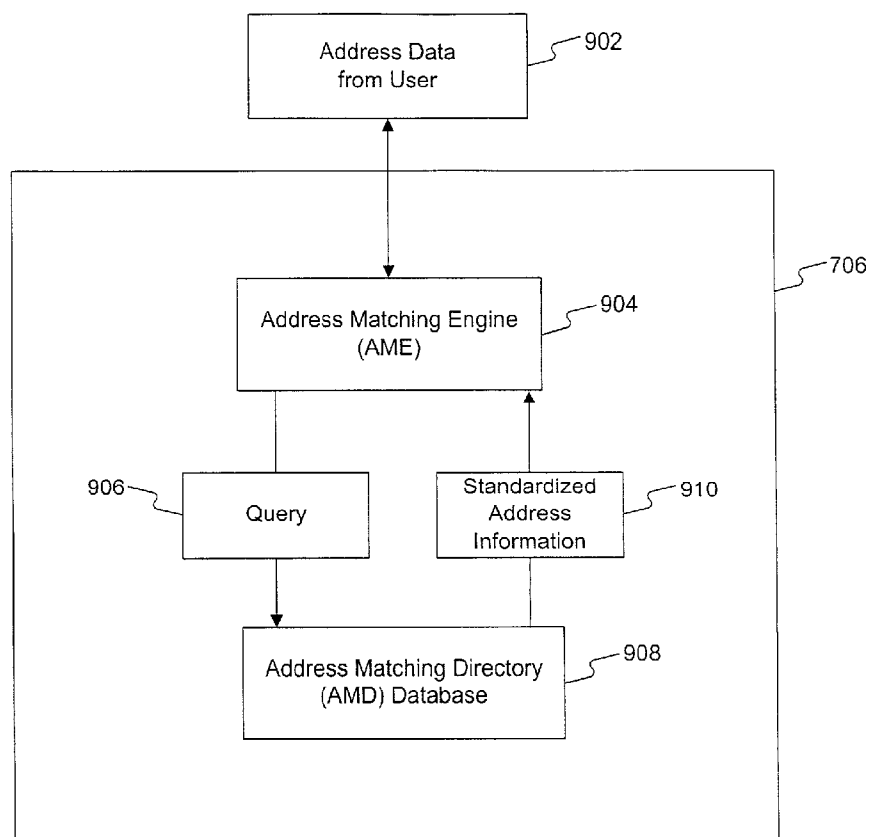 Address Data
from User
902
706
Address Matching Engine
(AME)
904
906
Query
Standardized
Address
Information
910
Address Matching Directory
(AMD) Database
908